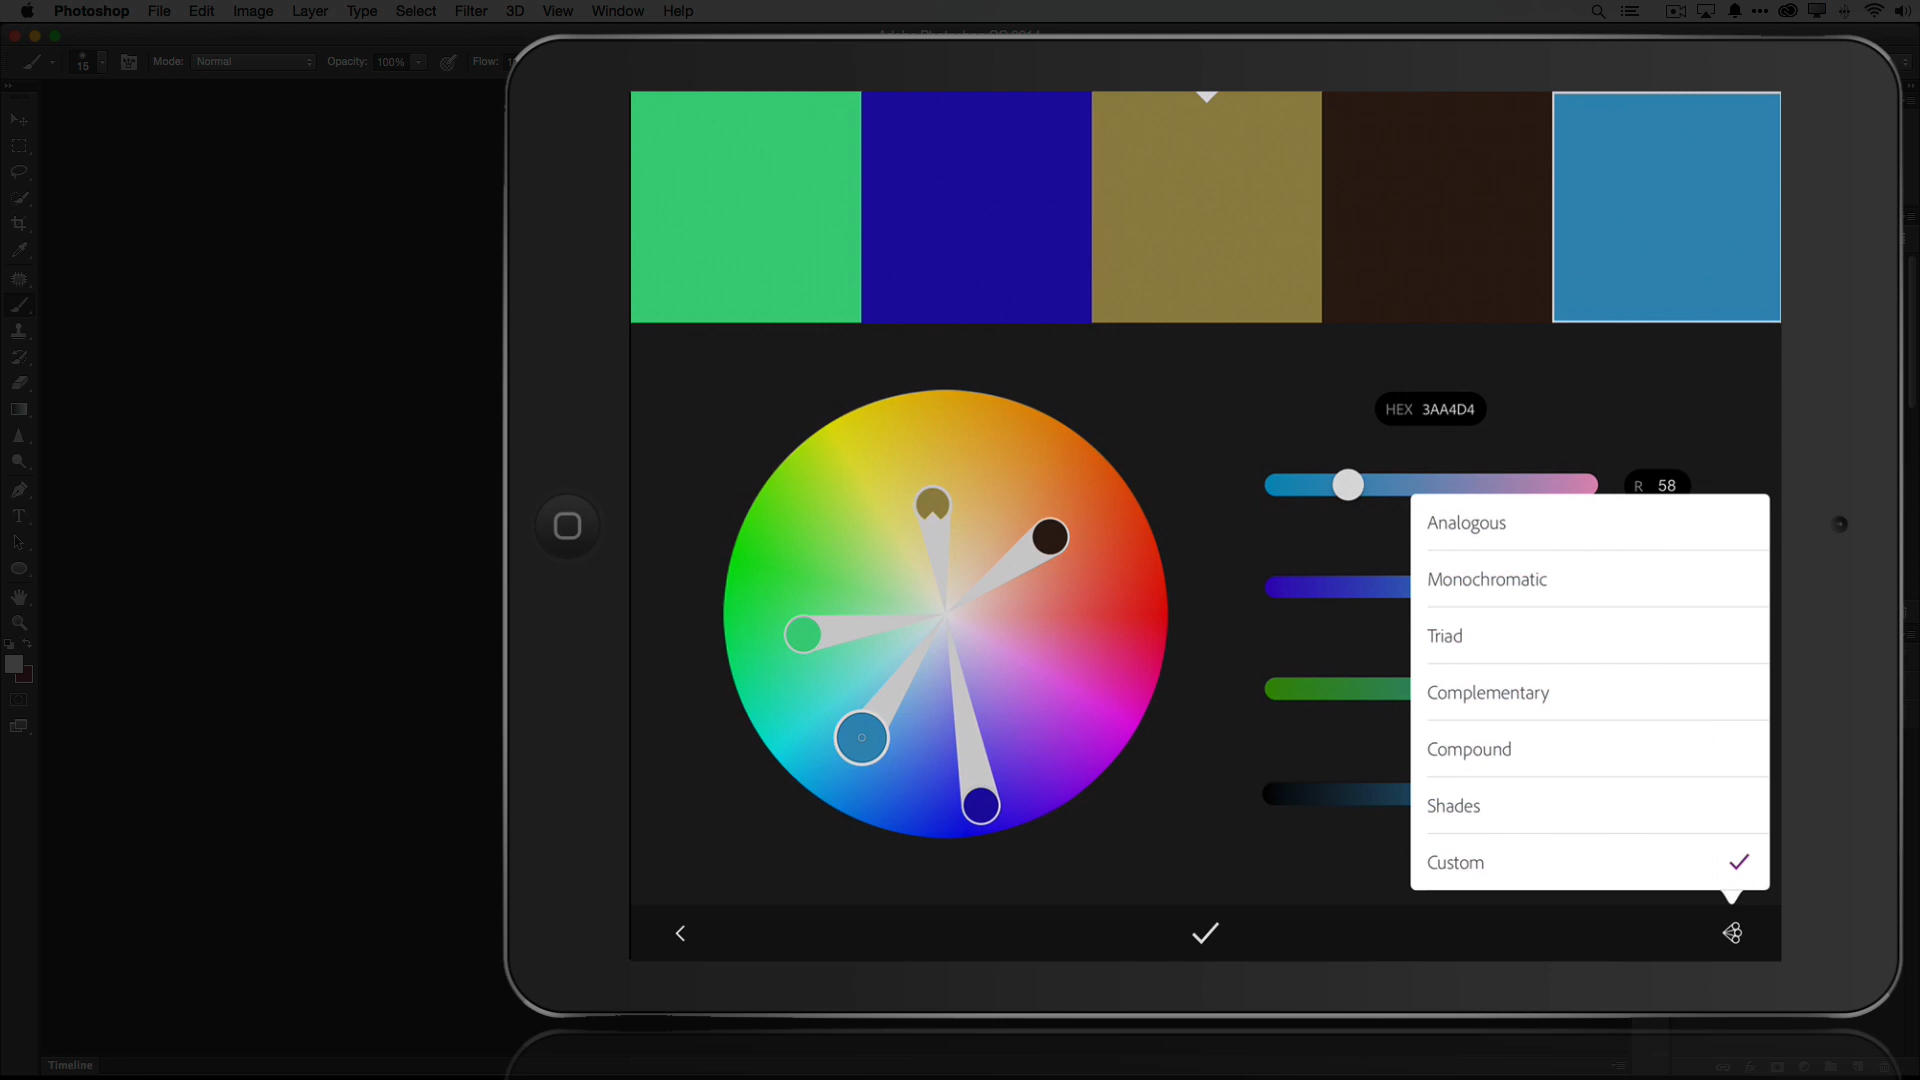 Photoshop File Edit Image Layer Type Select Filter 3D View Window Help
15 Mode: Normal Opacity: 100% Flow:
HEX 3AA4D4
R 58
Analogous
Monochromatic
Triad
Complementary
Compound
Shades
Custom
Timeline